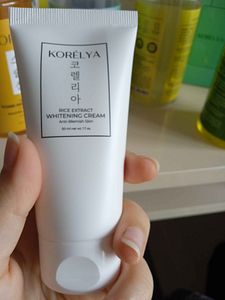 KORÉLYA
코
렐
리
아
RICE EXTRACT
WHITENING CREAM
Anti-Blemish Skin